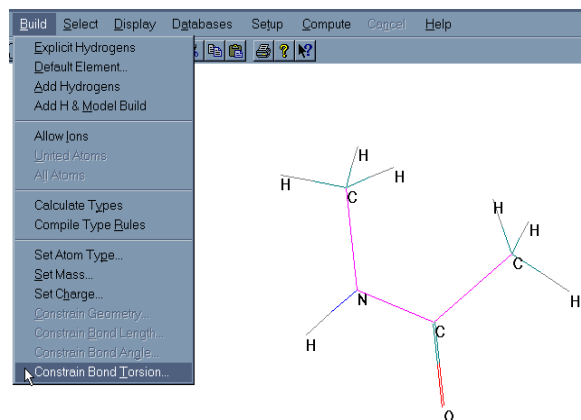 Build Select Display Databases Setup Compute Cancel Help
Explicit Hydrogens
Default Element...
Add Hydrogens
Add H & Model Build
Allow Ions
United Atoms
All Atoms
Calculate Types
Compile Type Rules
Set Atom Type...
Set Mass...
Set Charge...
Constrain Geometry...
Constrain Bond Length...
Constrain Bond Angle...
Constrain Bond Torsion...
H
H H
C
H
H
C
H
N
C
H
O